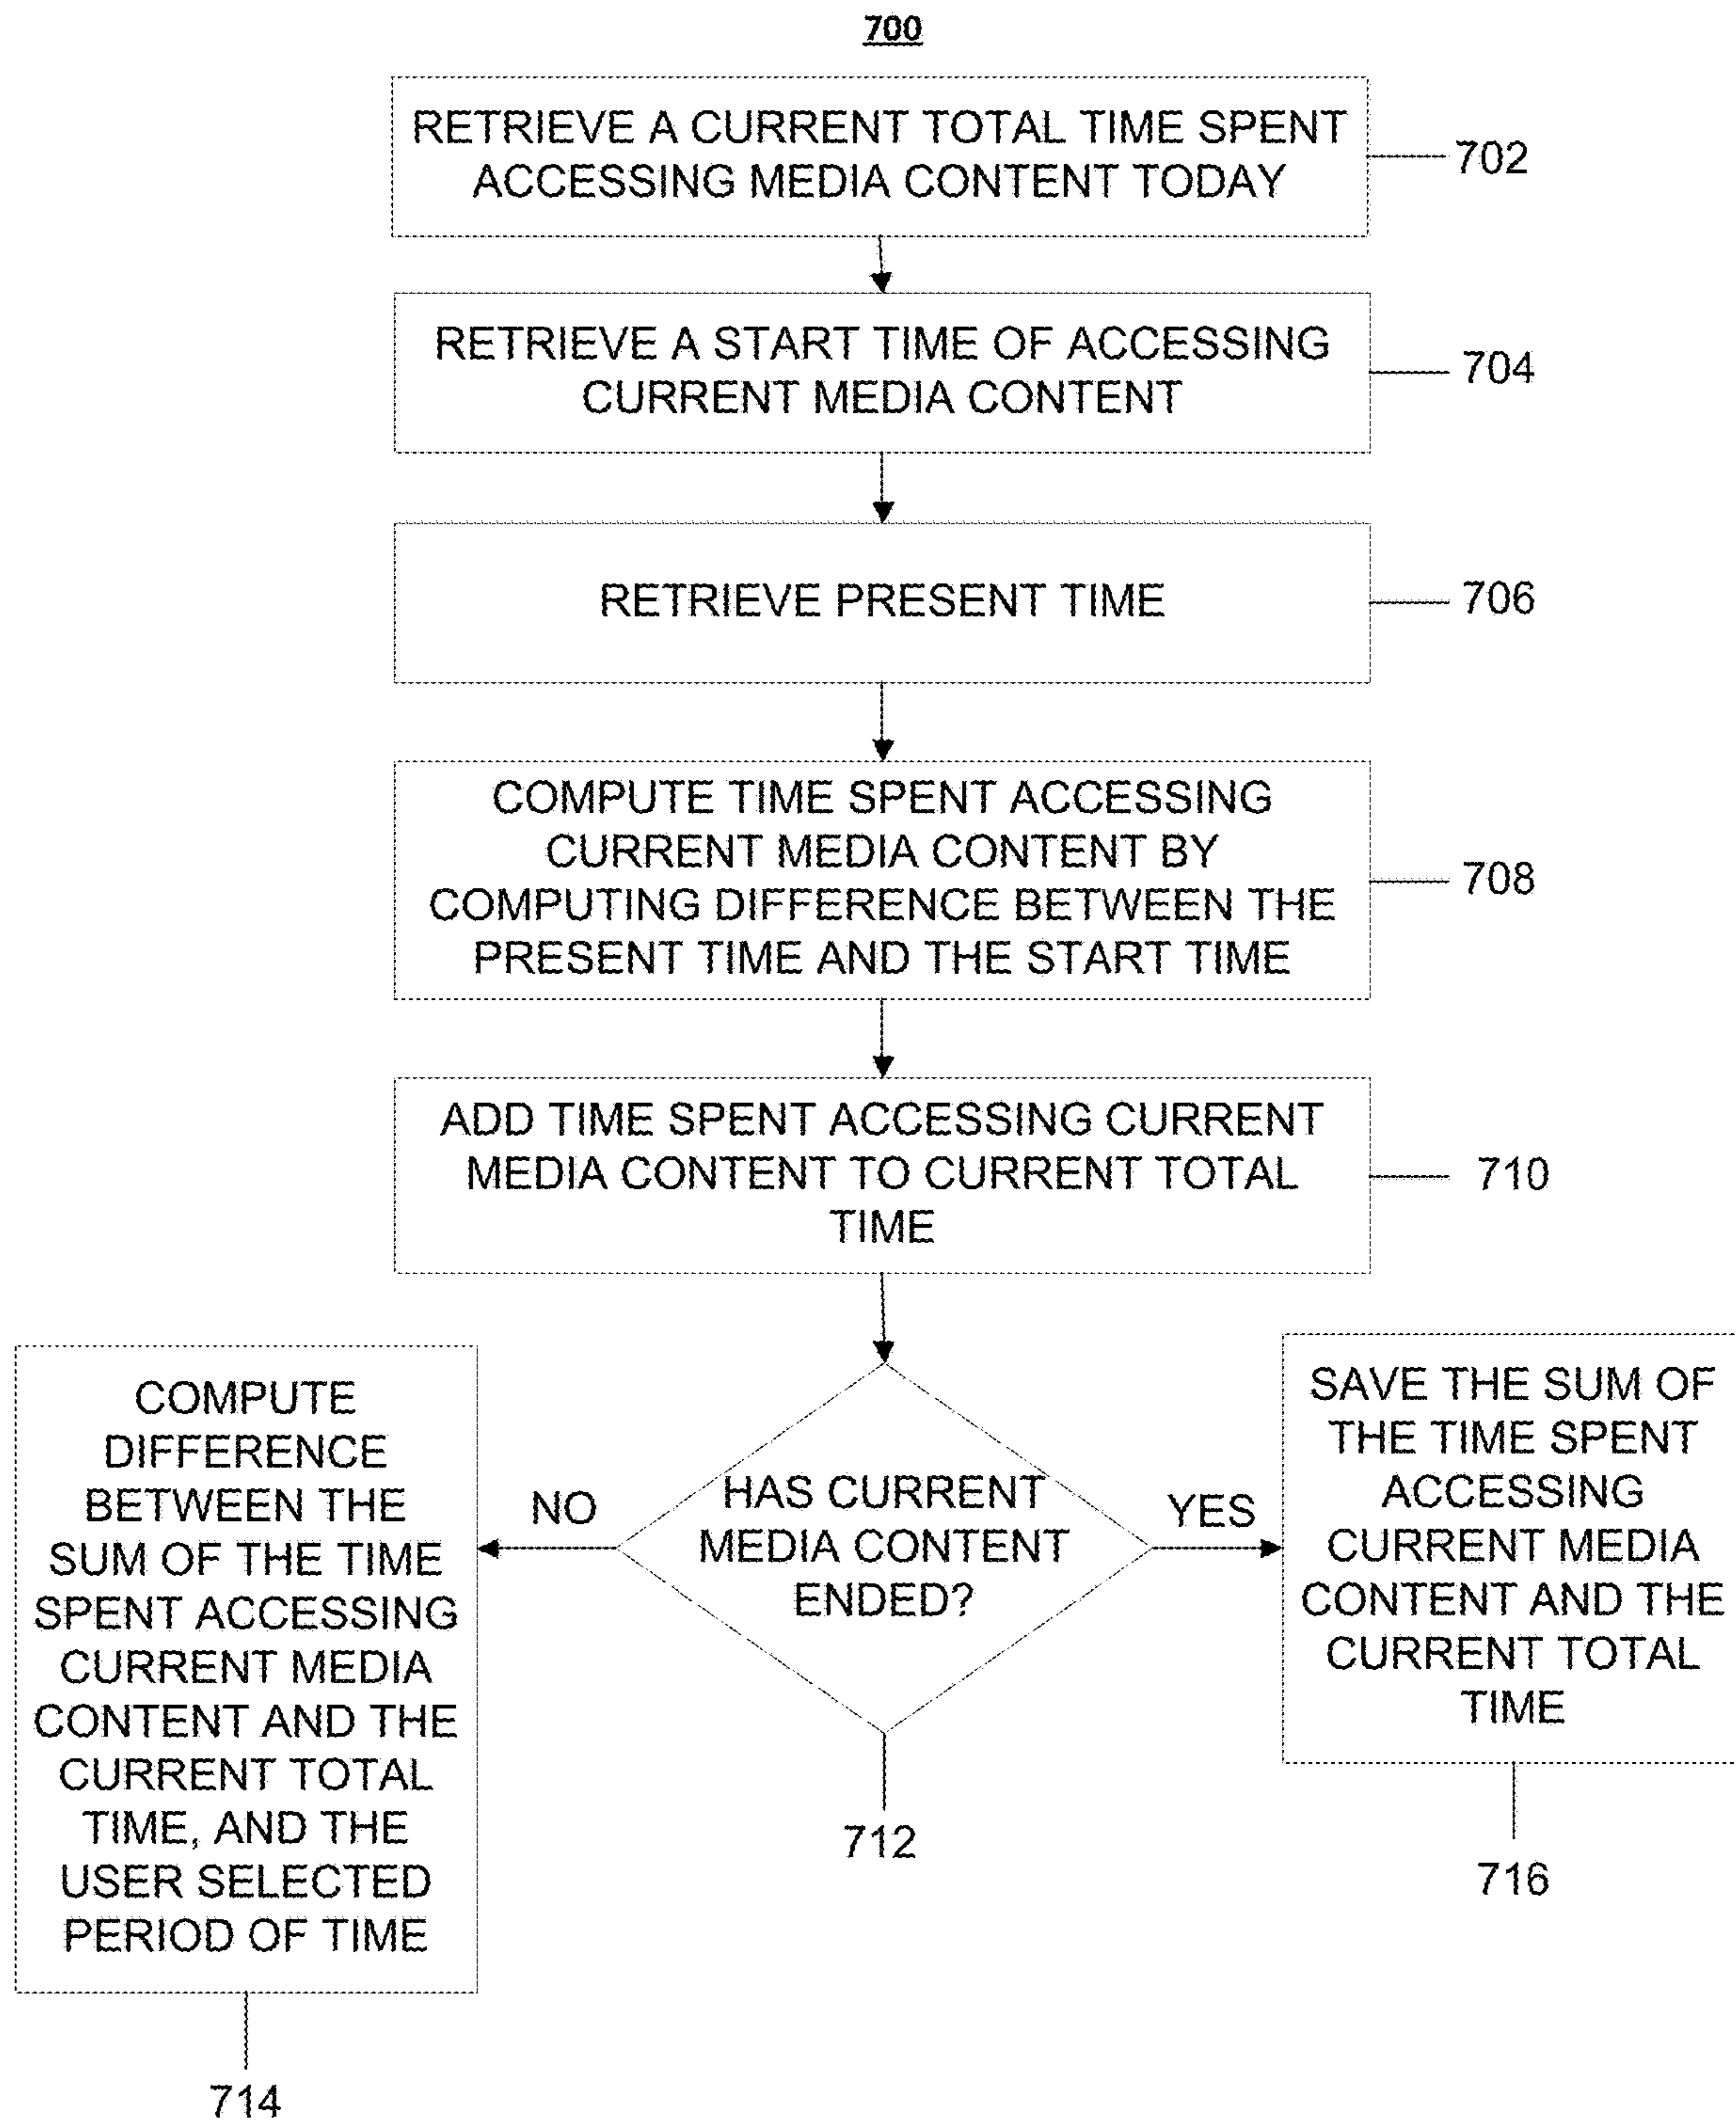 700
RETRIEVE A CURRENT TOTAL TIME SPENT
ACCESSING MEDIA CONTENT TODAY
702
RETRIEVE A START TIME OF ACCESSING
CURRENT MEDIA CONTENT
704
RETRIEVE PRESENT TIME
706
COMPUTE TIME SPENT ACCESSING
CURRENT MEDIA CONTENT BY
COMPUTING DIFFERENCE BETWEEN THE
PRESENT TIME AND THE START TIME
708
ADD TIME SPENT ACCESSING CURRENT
MEDIA CONTENT TO CURRENT TOTAL
TIME
710
COMPUTE
DIFFERENCE
BETWEEN THE
SUM OF THE TIME
SPENT ACCESSING
CURRENT MEDIA
CONTENT AND THE
CURRENT TOTAL
TIME, AND THE
USER SELECTED
PERIOD OF TIME
714
NO
HAS CURRENT
MEDIA CONTENT
ENDED?
712
YES
SAVE THE SUM OF
THE TIME SPENT
ACCESSING
CURRENT MEDIA
CONTENT AND THE
CURRENT TOTAL
TIME
716